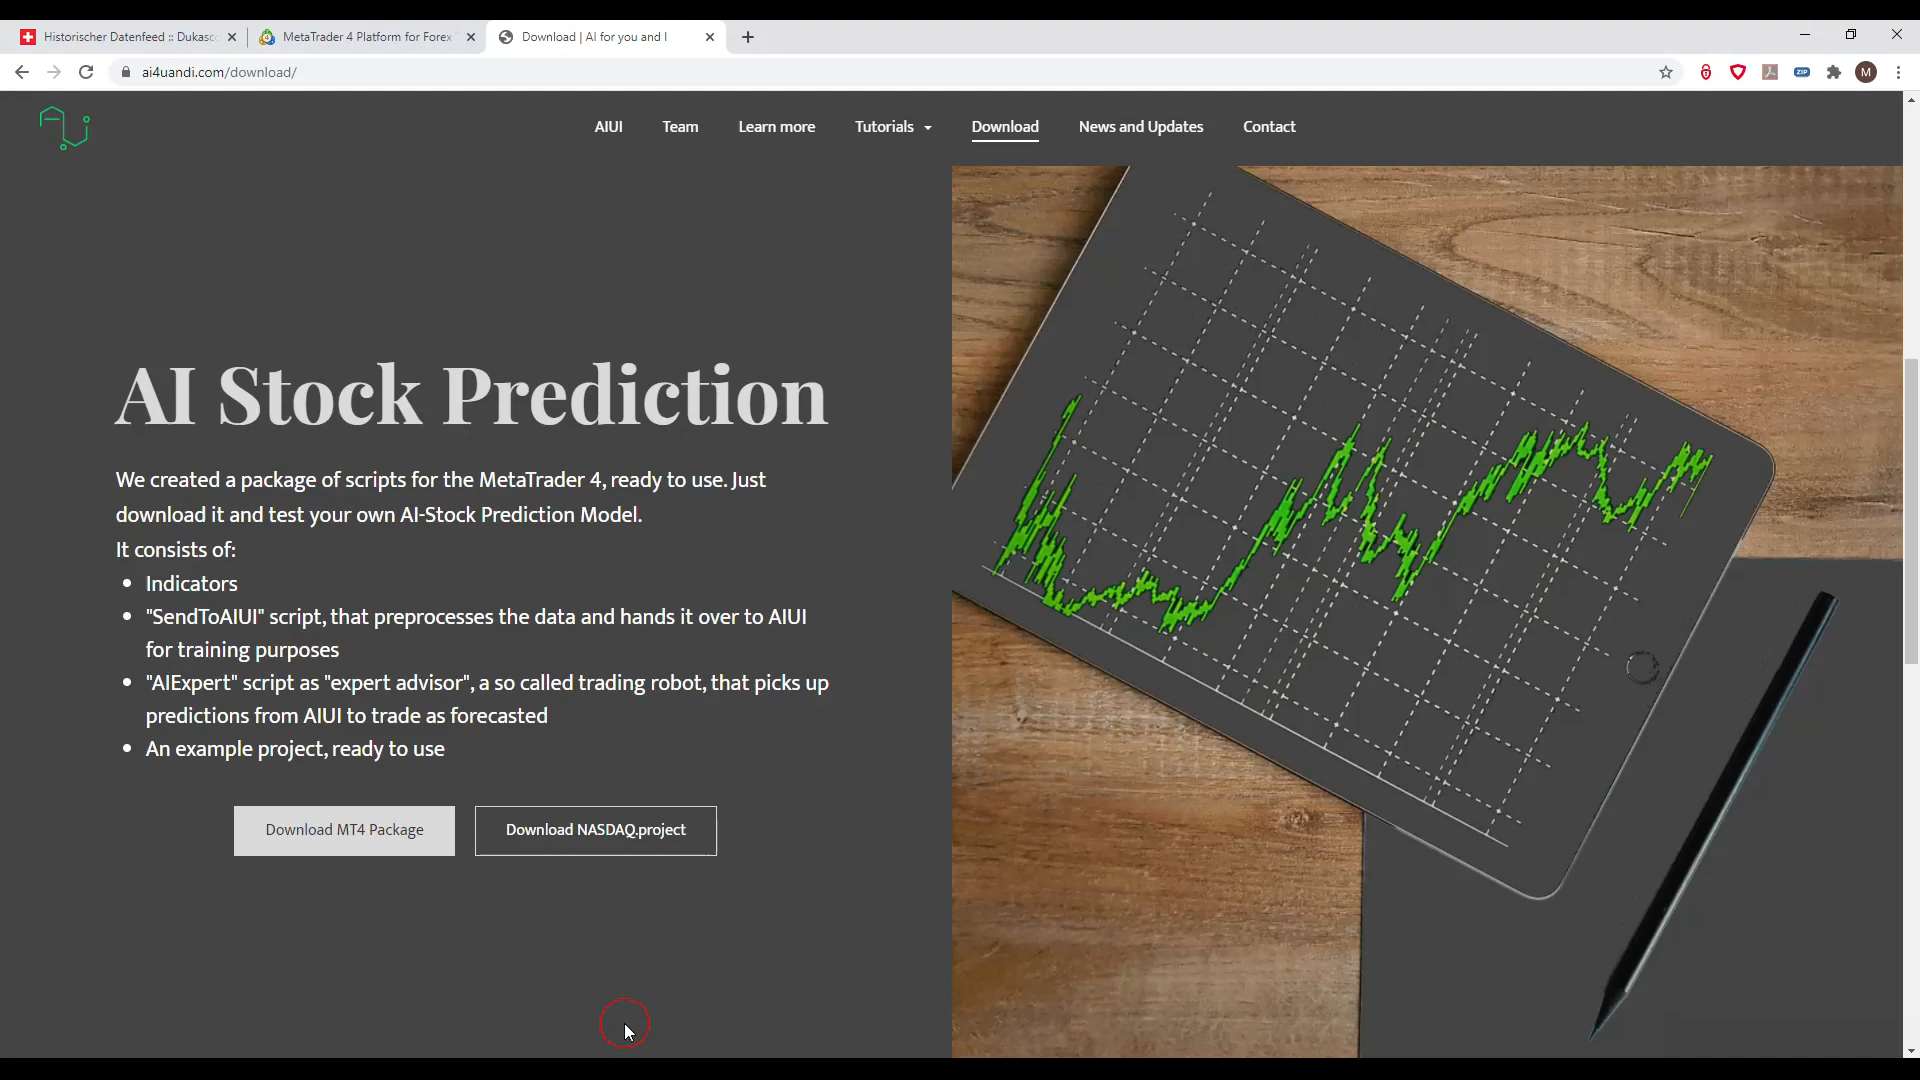 Historischer Datenfeed :: Dukasc
MetaTrader 4 Platform for Forex
Download | AI for you and I
ai4uandi.com/download/
ZIP
M
AIUI
Team
Learn more
Tutorials
Download
News and Updates
Contact
AI Stock Prediction
We created a package of scripts for the MetaTrader 4, ready to use. Just
download it and test your own AI-Stock Prediction Model.
It consists of:
Indicators
"SendToAIUI" script, that preprocesses the data and hands it over to AIUI
for training purposes
"AIExpert" script as "expert advisor", a so called trading robot, that picks up
predictions from AIUI to trade as forecasted
An example project, ready to use
Download MT4 Package
Download NASDAQ.project